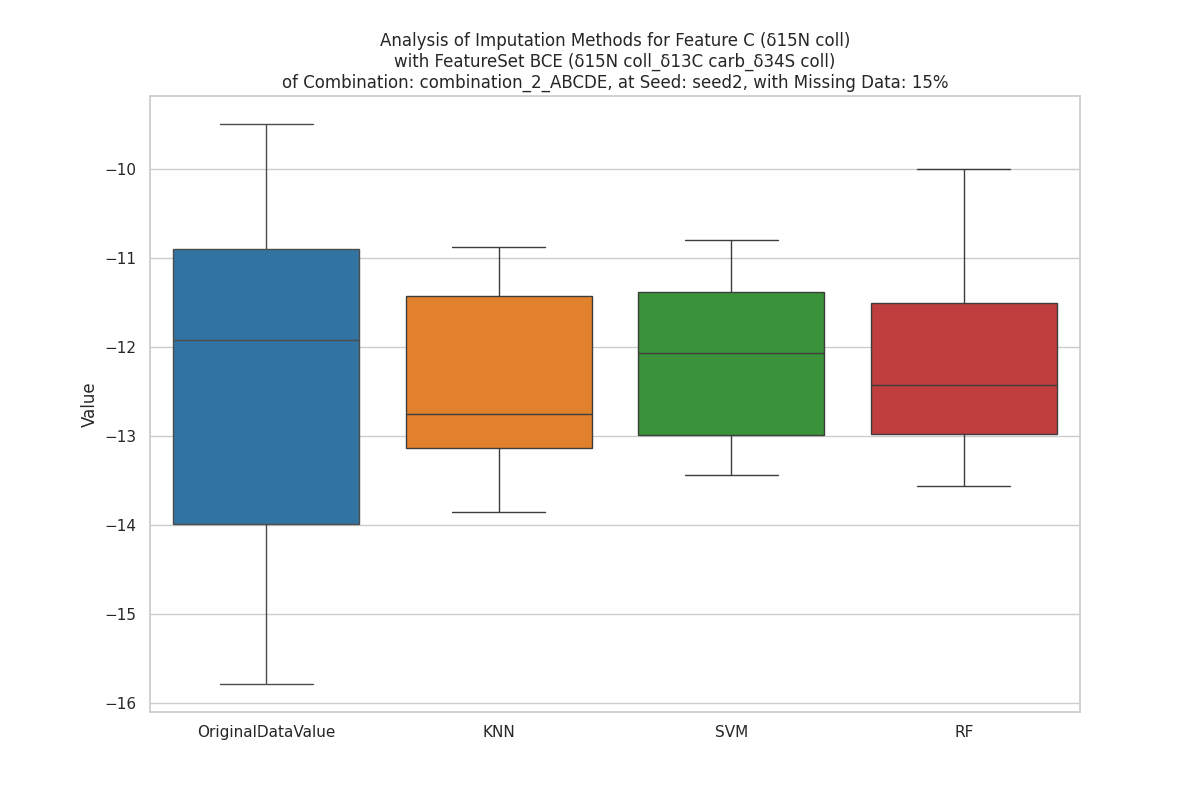 Analysis of Imputation Methods for Feature C (δ15N coll)
with FeatureSet BCE (δ15N coll_δ13C carb_δ34S coll)
of Combination: combination_2_ABCDE, at Seed: seed2, with Missing Data: 15%
Value
−10
−11
−12
−13
−14
−15
−16
OriginalDataValue
KNN
SVM
RF